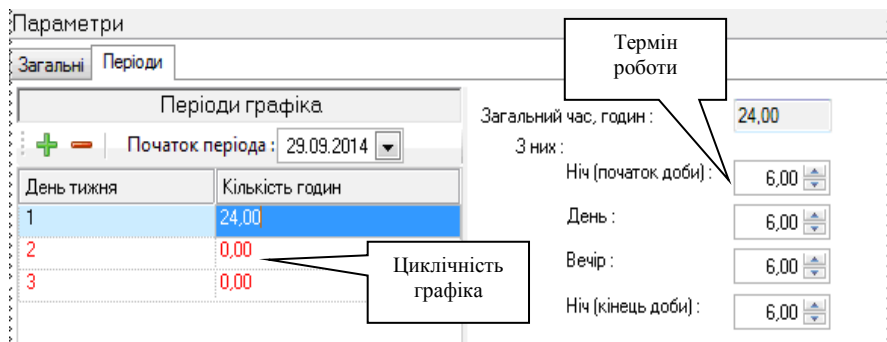 Параметри
Загальні Періоди
Періоди графіка
Початок періода : 29.09.2014
День тижня Кількість годин
1 24,00
2 0,00
3 0,00
Циклічність
графіка
Термін
роботи
Загальний час, годин : 24,00
З них :
Ніч (початок доби) : 6,00
День : 6,00
Вечір : 6,00
Ніч (кінець доби) : 6,00